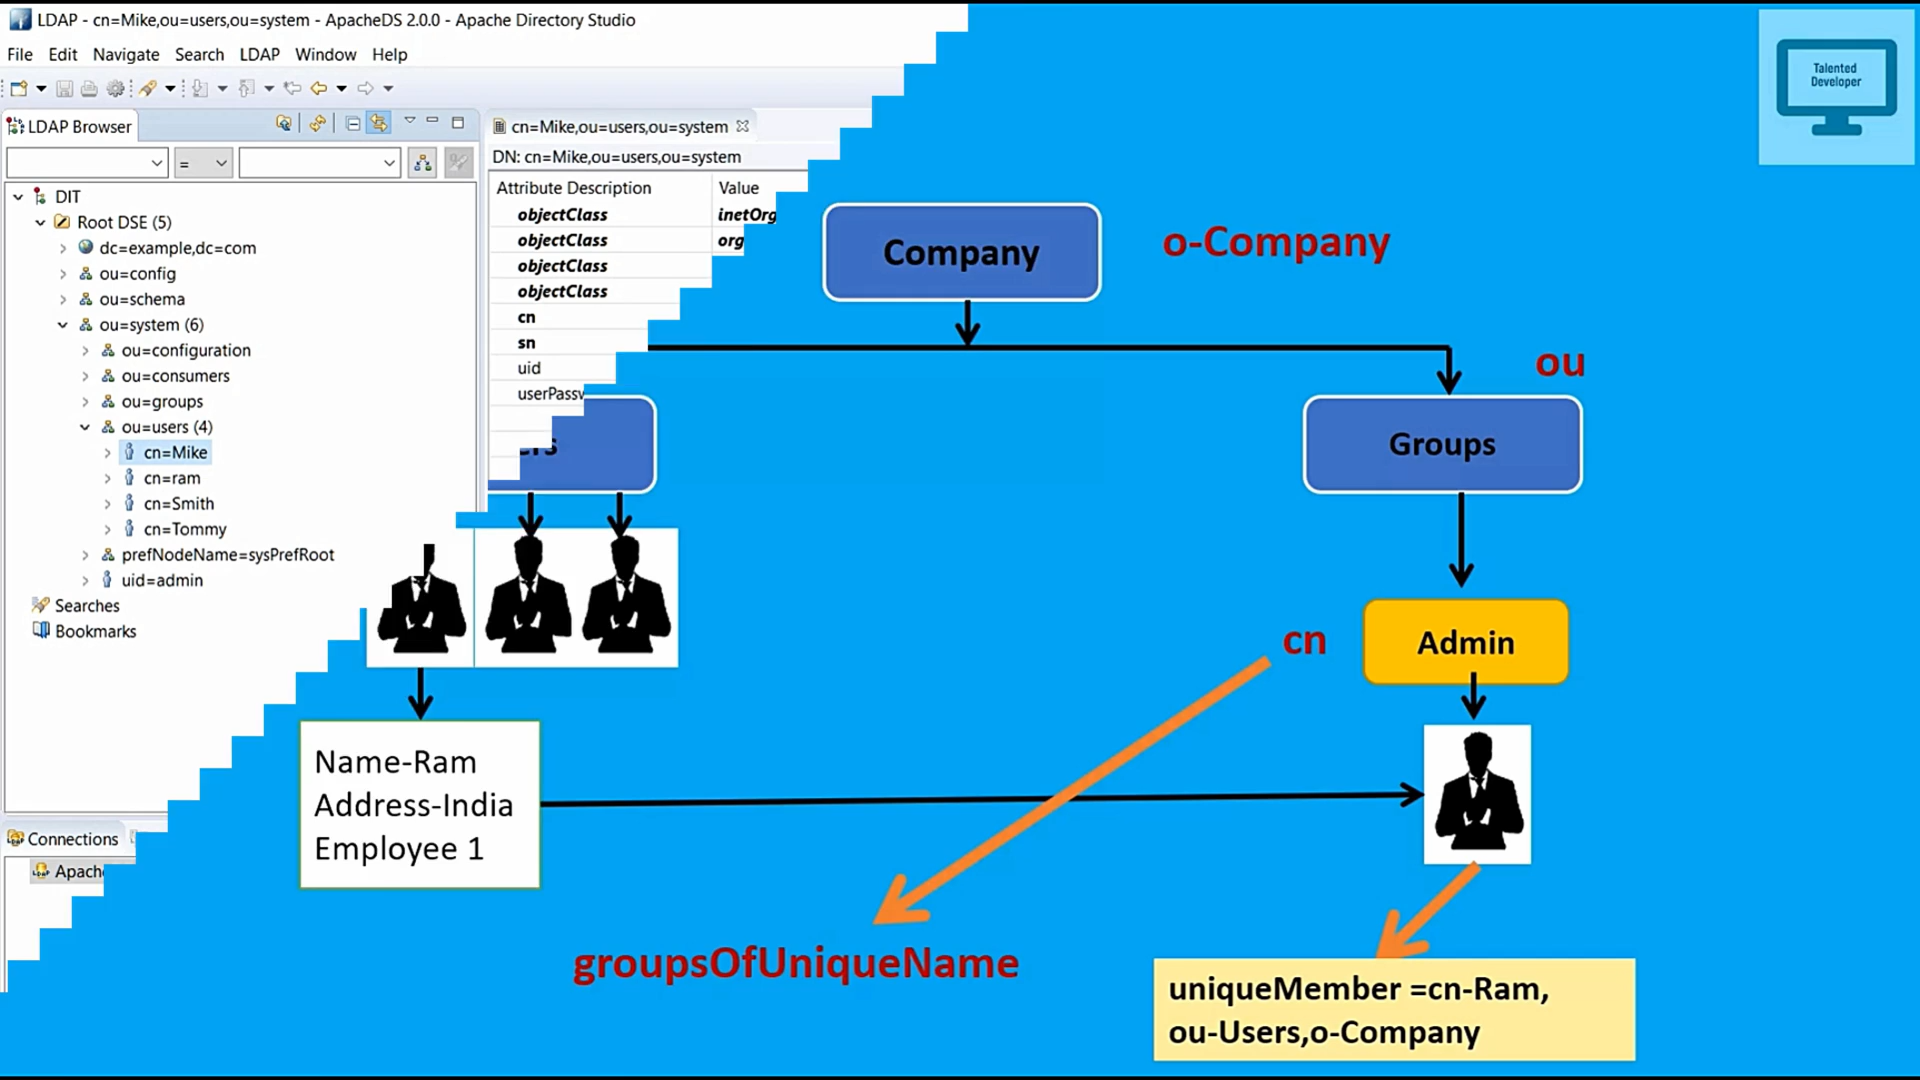 LDAP - cn=Mike,ou=users,ou=system - ApacheDS 2.0.0 - Apache Directory Studio
File Edit Navigate Search LDAP Window Help
LDAP Browser
=
DIT
Root DSE (5)
dc=example,dc=com
ou=config
ou=schema
ou=system (6)
ou=configuration
ou=consumers
ou=groups
ou=users (4)
cn=Mike
cn=ram
cn=Smith
cn=Tommy
prefNodeName=sysPrefRoot
uid=admin
Searches
Bookmarks
Connections
cn=Mike,ou=users,ou=system
DN: cn=Mike,ou=users,ou=system
Attribute Description Value
objectClass inetOrg
objectClass org
objectClass
objectClass
cn
sn
uid
Talented
Developer
Company
o-Company
ou
Groups
cn
Admin
Name-Ram
Address-India
Employee 1
groupsOfUniqueName
uniqueMember =cn-Ram,
ou-Users,o-Company